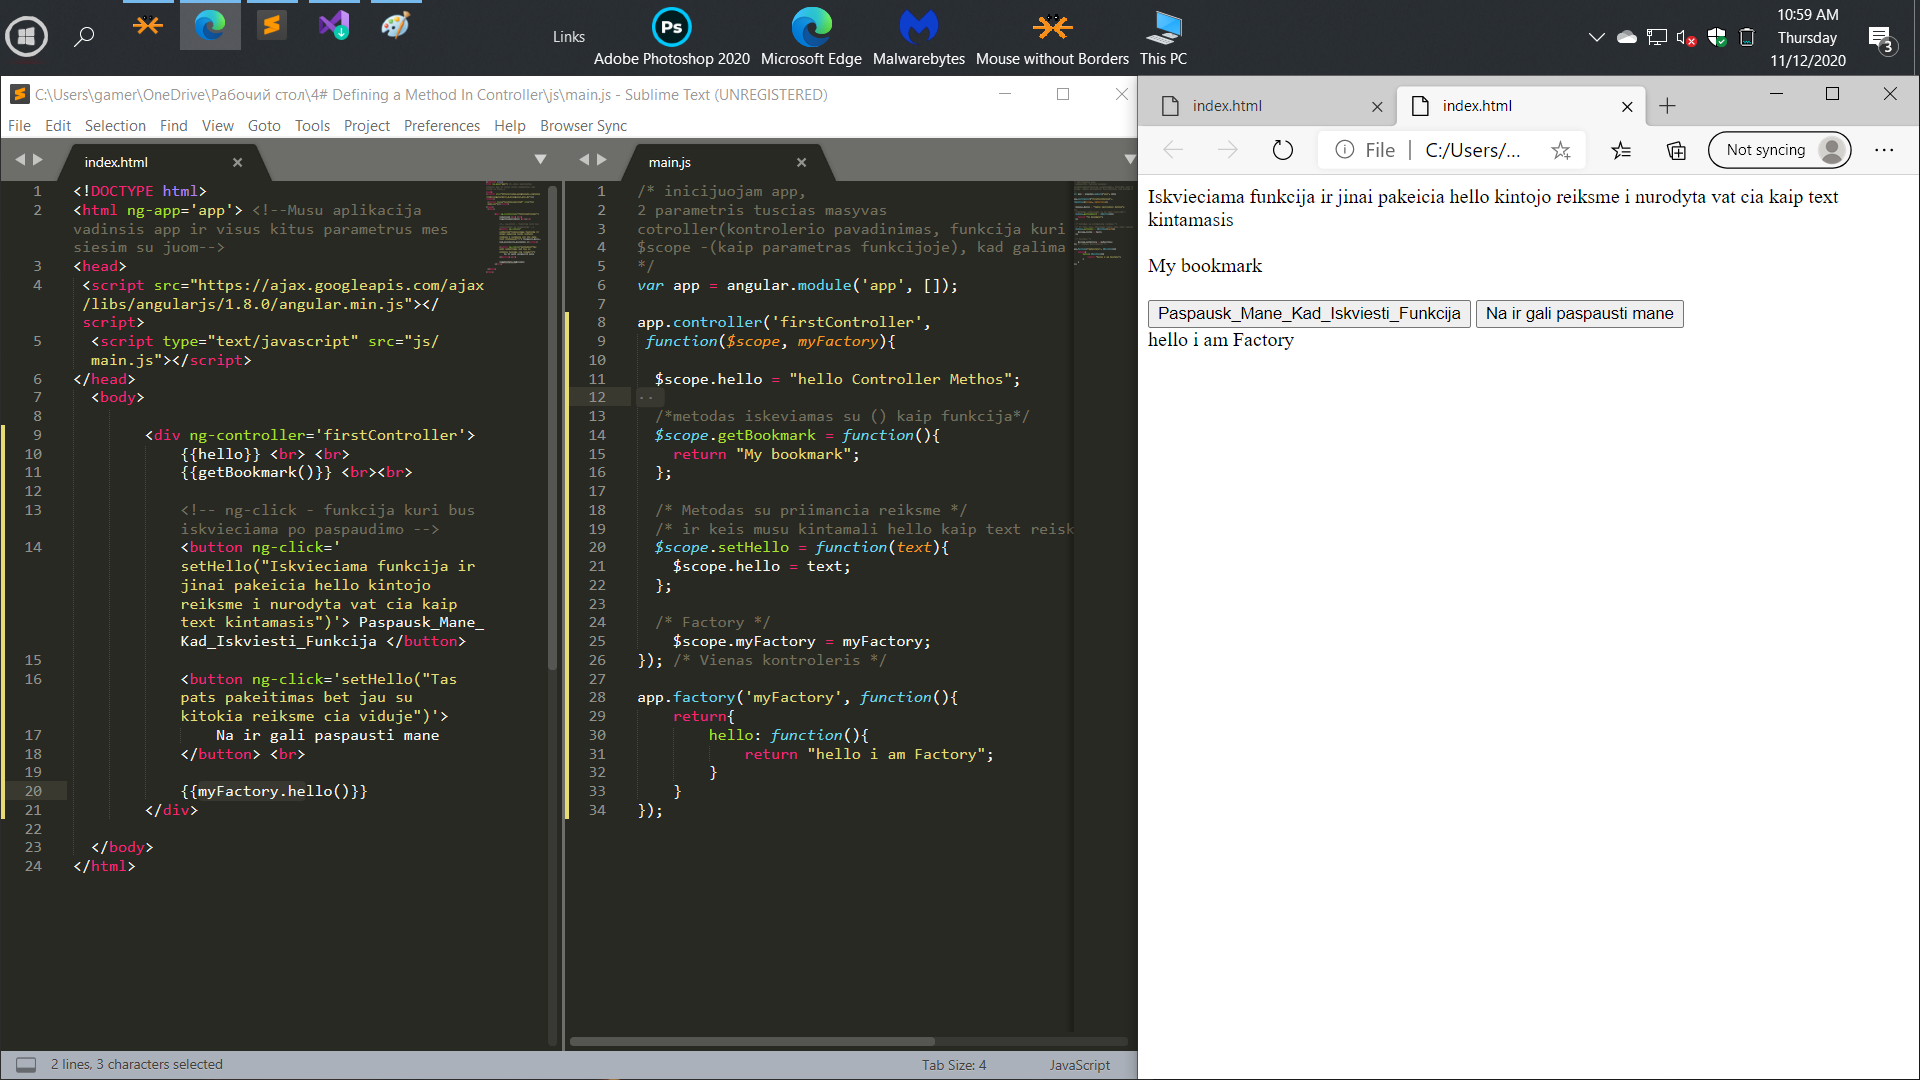 10:59 AM
Links
Thursday
Adobe Photoshop 2020 Microsoft Edge Malwarebytes Mouse without Borders This PC
11/12/2020
3
Ps
C:\Users\gamer\OneDrive\Рабочий стол\4# Defining a Method In Controller\js\main.js - Sublime Text (UNREGISTERED)
File Edit Selection Find View Goto Tools Project Preferences Help Browser Sync
index.html
1 <!DOCTYPE html>
2 <html ng-app='app'> <!--Musu aplikacija
vadinsis app ir visus kitus parametrus mes
siesim su juom-->
3 <head>
4 <script src="https://ajax.googleapis.com/ajax
/libs/angularjs/1.8.0/angular.min.js"></
script>
5 <script type="text/javascript" src="js/
main.js"></script>
6 </head>
7 <body>
8
9 <div ng-controller='firstController'>
10 {{hello}} <br> <br>
11 {{getBookmark()}} <br><br>
12
13 <!-- ng-click - funkcija kuri bus
iskvieciama po paspaudimo -->
14 <button ng-click='
setHello("Iskvieciama funkcija ir
jinai pakeicia hello kintojo
reiksme i nurodyta vat cia kaip
text kintamasis")'> Paspausk_Mane_
Kad_Iskviesti_Funkcija </button>
15
16 <button ng-click='setHello("Tas
pats pakeitimas bet jau su
kitokia reiksme cia viduje")'>
17 Na ir gali paspausti mane
18 </button> <br>
19
20 {{myFactory.hello()}}
21 </div>
22
23 </body>
24 </html>
main.js
1 /* inicijuojam app,
2 2 parametris tuscias masyvas
3 cotroller(kontrolerio pavadinimas, funkcija kuri
4 $scope -(kaip parametras funkcijoje), kad galima
5 */
6 var app = angular.module('app', []);
7
8 app.controller('firstController',
9 function($scope, myFactory){
10
11 $scope.hello = "hello Controller Methos";
12
13 /*metodas iskeviamas su () kaip funkcija*/
14 $scope.getBookmark = function(){
15 return "My bookmark";
16 };
17
18 /* Metodas su priimancia reiksme */
19 /* ir keis musu kintamali hello kaip text reisk
20 $scope.setHello = function(text){
21 $scope.hello = text;
22 };
23
24 /* Factory */
25 $scope.myFactory = myFactory;
26 }); /* Vienas kontroleris */
27
28 app.factory('myFactory', function(){
29 return{
30 hello: function(){
31 return "hello i am Factory";
32 }
33 }
34 });
2 lines, 3 characters selected
Tab Size: 4
JavaScript
index.html
index.html
File
C:/Users/...
Not syncing
Iskvieciama funkcija ir jinai pakeicia hello kintojo reiksme i nurodyta vat cia kaip text
kintamasis
My bookmark
Paspausk_Mane_Kad_Iskviesti_Funkcija Na ir gali paspausti mane
hello i am Factory